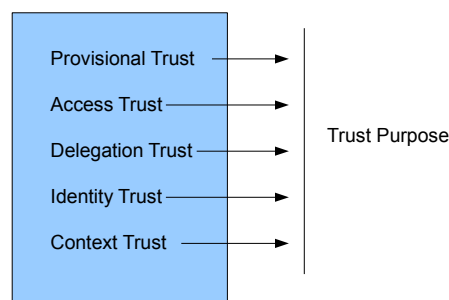 Provisional Trust
Access Trust
Delegation Trust
Trust Purpose
Identity Trust
Context Trust